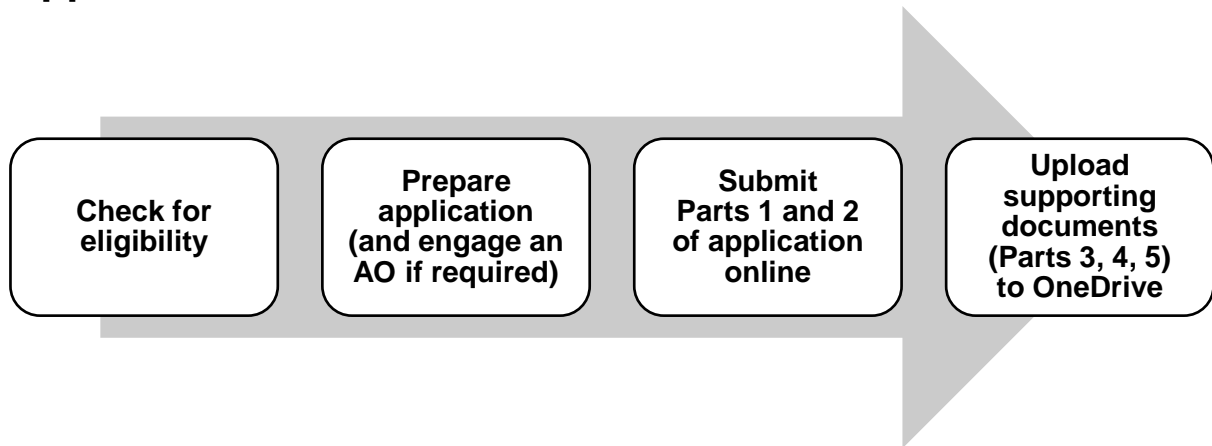 Check for
eligibility
Prepare
application
(and engage an
AO if required)
Submit
Parts 1 and 2
of application
online
Upload
supporting
documents
(Parts 3, 4, 5)
to OneDrive